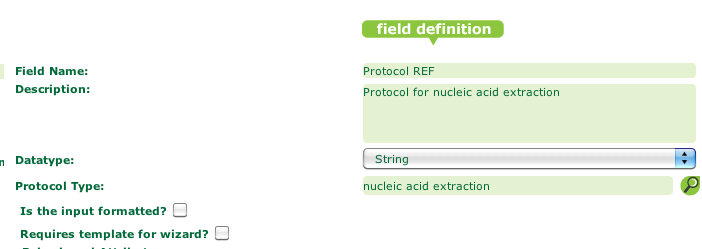 field definition
Field Name: Protocol REF
Description: Protocol for nucleic acid extraction
Datatype: String
Protocol Type: nucleic acid extraction
Is the input formatted?
Requires template for wizard?